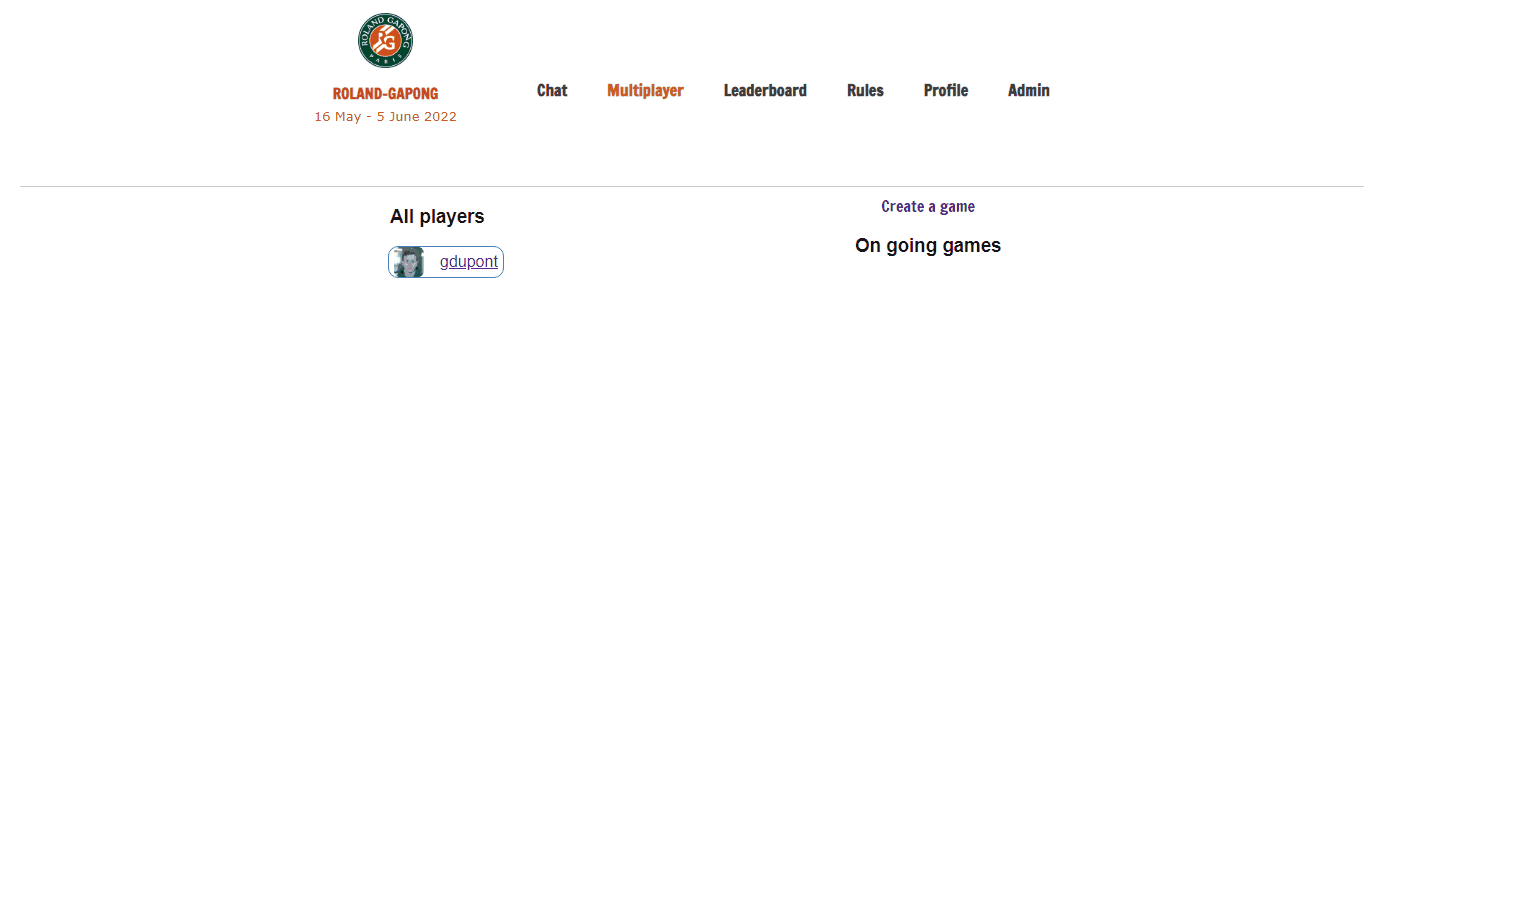 ROLAND GAPONG
RG
PARIS
ROLAND-GAPONG
16 May - 5 June 2022
Chat
Multiplayer
Leaderboard
Rules
Profile
Admin
All players
gdupont
Create a game
On going games